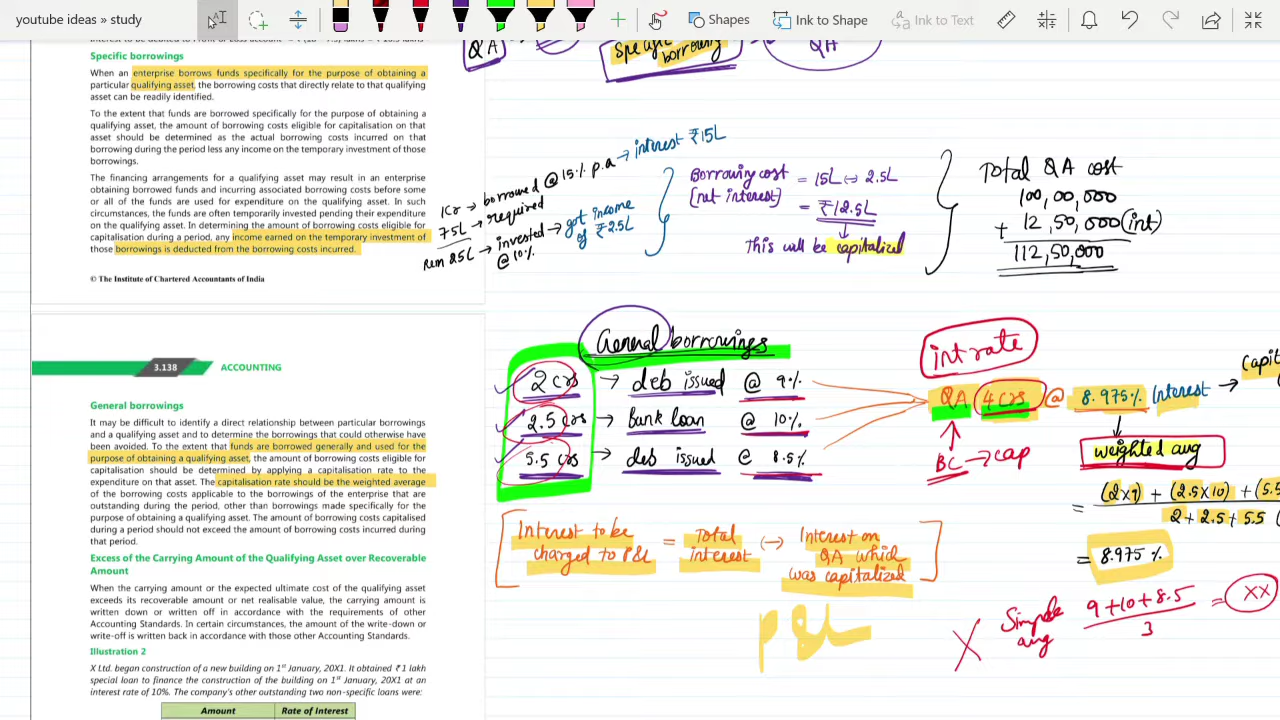 youtube ideas » study
Shapes
Ink to Shape
Ink to Text
Specific borrowings
When an enterprise borrows funds specifically for the purpose of obtaining a
particular qualifying asset, the borrowing costs that directly relate to that qualifying
asset can be readily identified.
To the extent that funds are borrowed specifically for the purpose of obtaining a
qualifying asset, the amount of borrowing costs eligible for capitalisation on that
asset should be determined as the actual borrowing costs incurred on that
borrowing during the period less any income on the temporary investment of those
borrowings.
The financing arrangements for a qualifying asset may result in an enterprise
obtaining borrowed funds and incurring associated borrowing costs before some
or all of the funds are used for expenditure on the qualifying asset. In such
circumstances, the funds are often temporarily invested pending their expenditure
on the qualifying asset. In determining the amount of borrowing costs eligible for
capitalisation during a period, any income earned on the temporary investment of
those borrowings is deducted from the borrowing costs incurred.
© The Institute of Chartered Accountants of India
QA
Specific
borrowing
QA
1Cr → borrowed @ 15% p.a → interest ₹15L
75L → required
rem 25L → invested → got income
@ 10% of ₹2.5L
Borrowing cost = 15L (-) 2.5L
[net interest] = ₹12.5L
This will be capitalized
Total QA cost
100,00,000
+ 12,50,000 (int)
112,50,000
3.138 ACCOUNTING
General borrowings
It may be difficult to identify a direct relationship between particular borrowings
and a qualifying asset and to determine the borrowings that could otherwise have
been avoided. To the extent that funds are borrowed generally and used for the
purpose of obtaining a qualifying asset, the amount of borrowing costs eligible for
capitalisation should be determined by applying a capitalisation rate to the
expenditure on that asset. The capitalisation rate should be the weighted average
of the borrowing costs applicable to the borrowings of the enterprise that are
outstanding during the period, other than borrowings made specifically for the
purpose of obtaining a qualifying asset. The amount of borrowing costs capitalised
during a period should not exceed the amount of borrowing costs incurred during
that period.
Excess of the Carrying Amount of the Qualifying Asset over Recoverable
Amount
When the carrying amount or the expected ultimate cost of the qualifying asset
exceeds its recoverable amount or net realisable value, the carrying amount is
written down or written off in accordance with the requirements of other
Accounting Standards. In certain circumstances, the amount of the write-down or
write-off is written back in accordance with those other Accounting Standards.
Illustration 2
X Ltd. began construction of a new building on 1st January, 20X1. It obtained ₹ 1 lakh
special loan to finance the construction of the building on 1st January, 20X1 at an
interest rate of 10%. The company's other outstanding two non-specific loans were:
Amount Rate of Interest
General borrowings
2 crs → deb issued @ 9%
2.5 crs → Bank loan @ 10%
5.5 crs → deb issued @ 8.5%
int rate
QA 4 crs @ 8.975% Interest →
BC → cap
weighted avg
= (2x9) + (2.5x10) + (5.5
2 + 2.5 + 5.5
= 8.975 %
[Interest to be charged to P&L = Total interest (-) Interest on QA which was capitalized]
P&L
X Simple avg 9+10+8.5 = XX
3